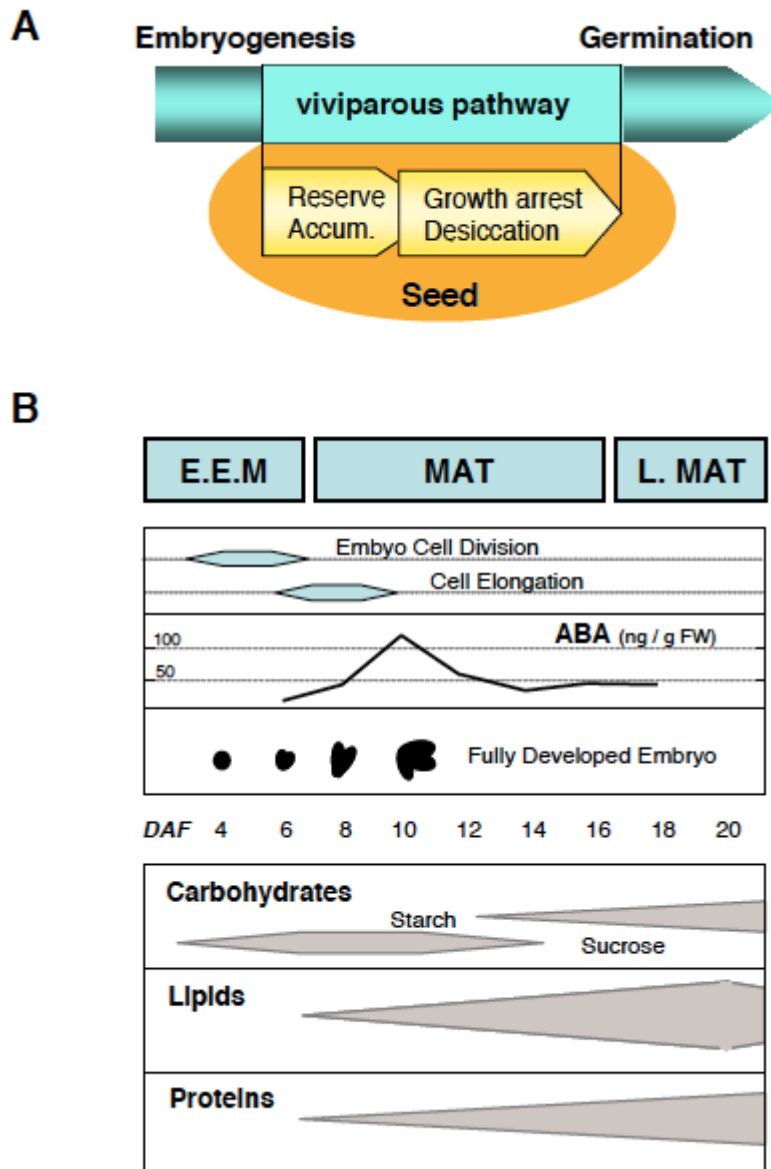 A
Embryogenesis
Germination
viviparous pathway
Reserve
Accum.
Growth arrest
Desiccation
Seed
B
E.E.M
MAT
L. MAT
Embyo Cell Division
Cell Elongation
ABA (ng / g FW)
100
50
Fully Developed Embryo
DAF 4 6 8 10 12 14 16 18 20
Carbohydrates
Starch
Sucrose
Lipids
Proteins